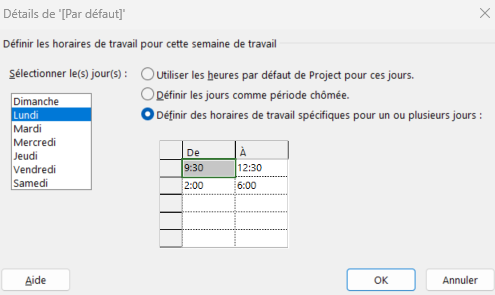 Détails de '[Par défaut]'
Définir les horaires de travail pour cette semaine de travail
Sélectionner le(s) jour(s) :
Dimanche
Lundi
Mardi
Mercredi
Jeudi
Vendredi
Samedi
Utiliser les heures par défaut de Project pour ces jours.
Définir les jours comme période chômée.
Définir des horaires de travail spécifiques pour un ou plusieurs jours :
De À
9:30 12:30
2:00 6:00
Aide OK Annuler